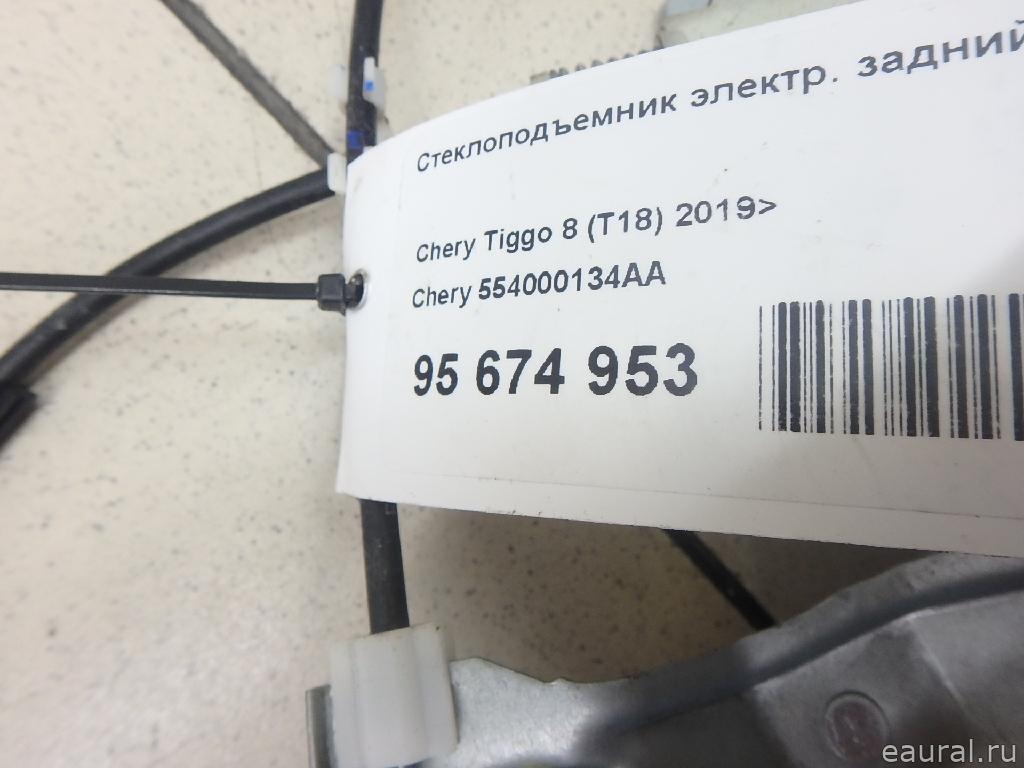 Стеклоподъемник электр. задний
Chery Tiggo 8 (T18) 2019>
Chery 554000134AA
95 674 953
eaural.ru